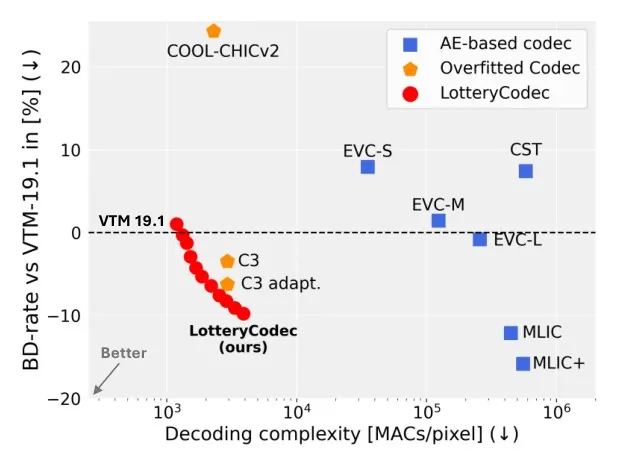 BD-rate vs VTM-19.1 in [%] (↓)
20
10
0
−10
−20
COOL-CHICv2
AE-based codec
Overfitted Codec
LotteryCodec
EVC-S
CST
EVC-M
VTM 19.1
EVC-L
C3
C3 adapt.
LotteryCodec
(ours)
MLIC
MLIC+
Better
10³
10⁴
10⁵
10⁶
Decoding complexity [MACs/pixel] (↓)